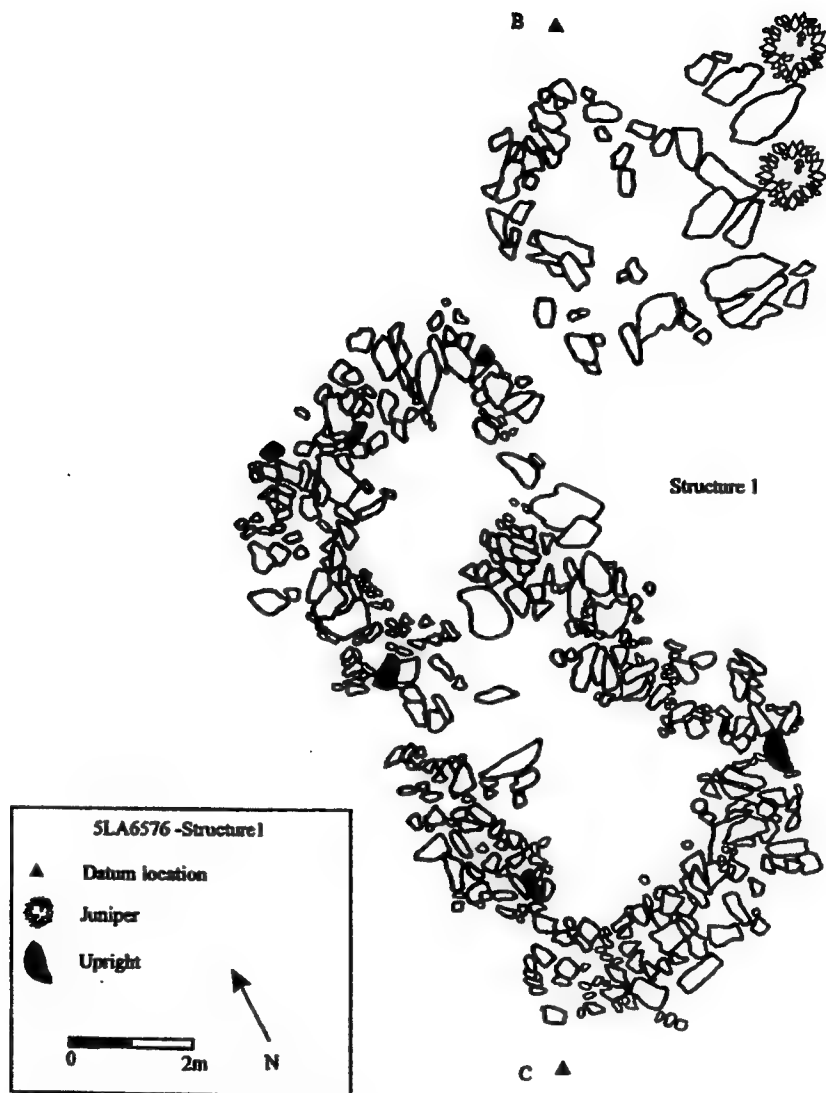 B
Structure 1
5LA6576 -Structure1
Datum location
Juniper
Upright
N
0 2m
C